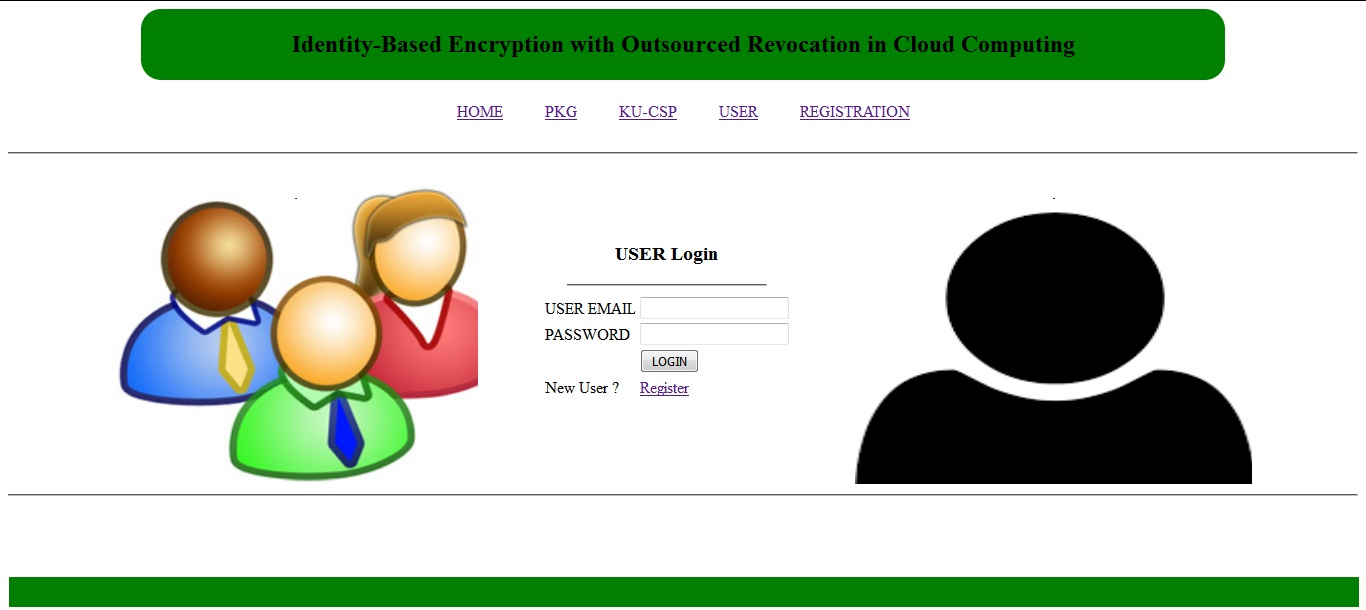 Identity-Based Encryption with Outsourced Revocation in Cloud Computing
HOME PKG KU-CSP USER REGISTRATION
USER Login
USER EMAIL
PASSWORD
LOGIN
New User ? Register